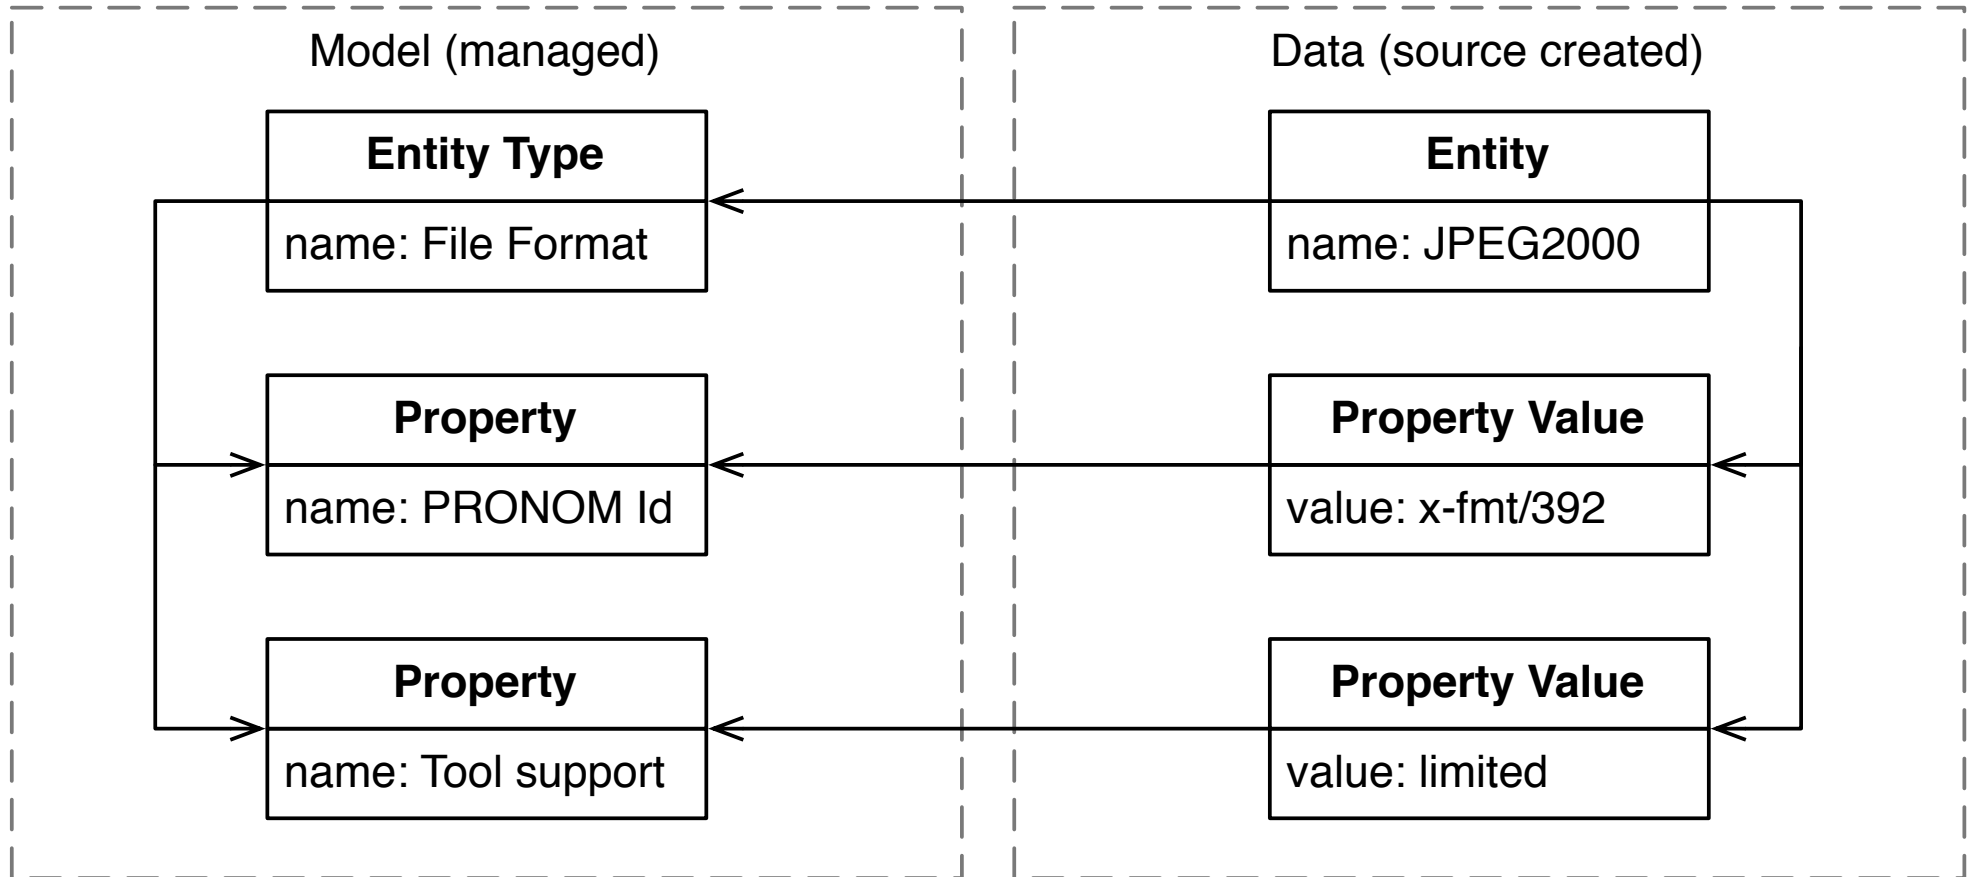 Model (managed)
Data (source created)
Entity Type
name: File Format
Entity
name: JPEG2000
Property
name: PRONOM Id
Property Value
value: x-fmt/392
Property
name: Tool support
Property Value
value: limited